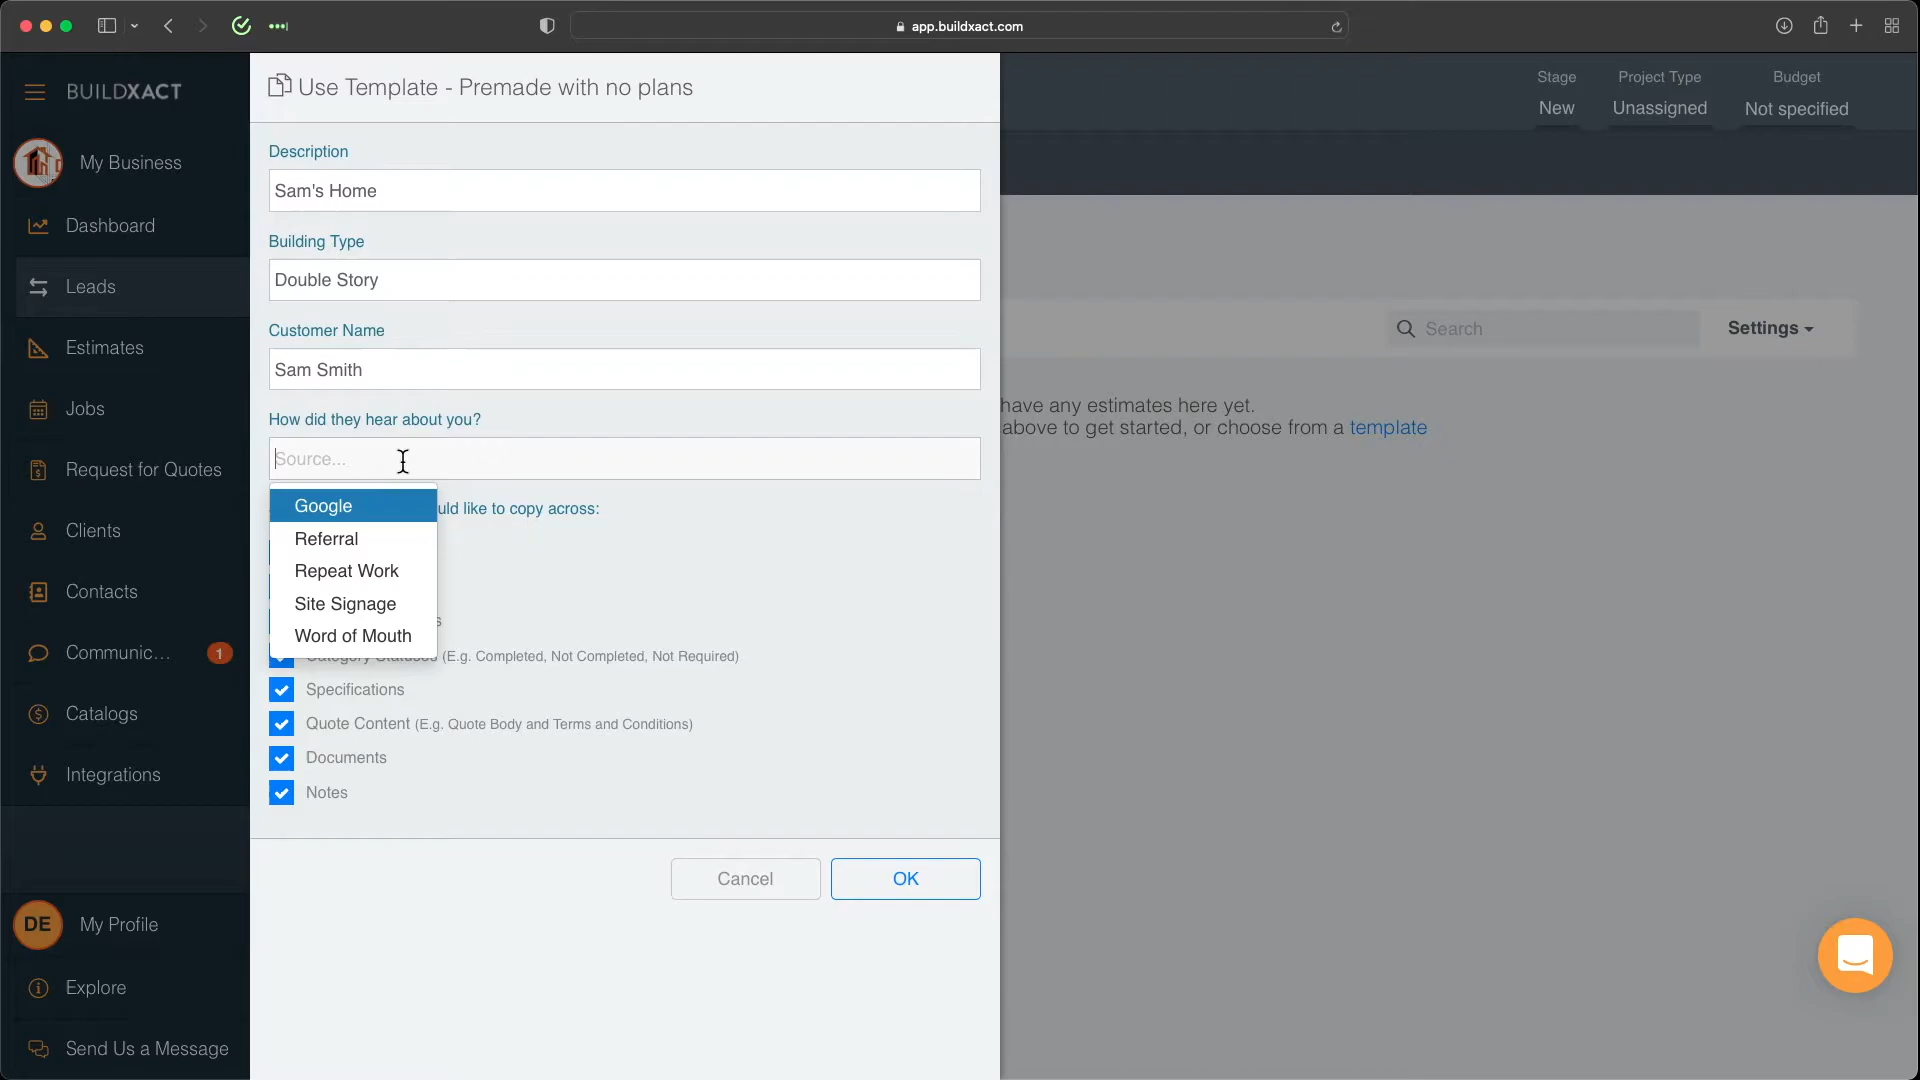 app.buildxact.com
BUILDXACT
My Business
Dashboard
Leads
Estimates
Jobs
Request for Quotes
Clients
Contacts
Communic...
1
Catalogs
Integrations
DE
My Profile
Explore
Send Us a Message
Use Template - Premade with no plans
Description
Sam's Home
Building Type
Double Story
Customer Name
Sam Smith
How did they hear about you?
Source...
Google
Referral
Repeat Work
Site Signage
Word of Mouth
like to copy across:
(E.g. Completed, Not Completed, Not Required)
Specifications
Quote Content (E.g. Quote Body and Terms and Conditions)
Documents
Notes
Cancel
OK
Stage
New
Project Type
Unassigned
Budget
Not specified
Search
Settings
have any estimates here yet.
above to get started, or choose from a template